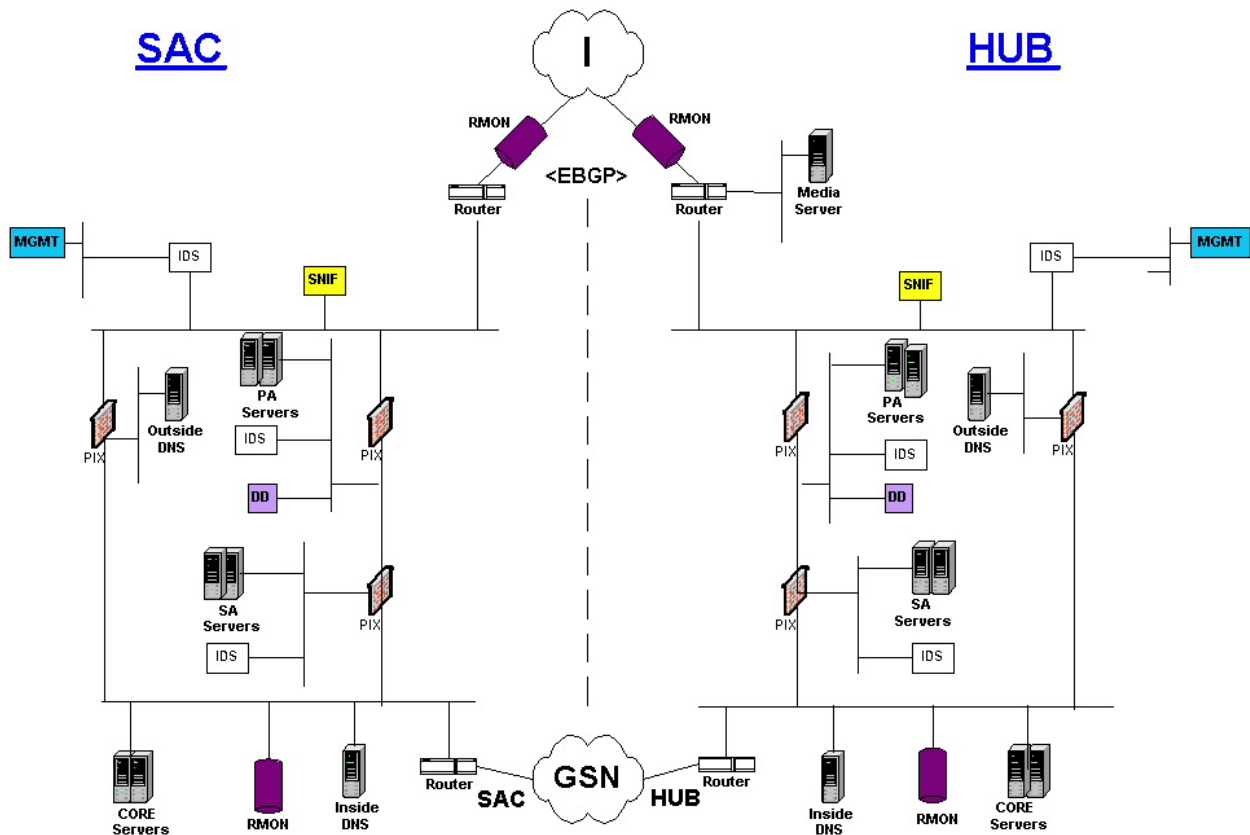 SAC
I
HUB
RMON
RMON
<EBGP>
Router
Router
Media
Server
MGMT
IDS
SNIF
SNIF
IDS
MGMT
PA
Servers
Outside
DNS
PIX
IDS
PIX
DD
PA
Servers
Outside
DNS
PIX
PIX
IDS
DD
SA
Servers
PIX
IDS
SA
Servers
PIX
IDS
CORE
Servers
RMON
Inside
DNS
Router
SAC
GSN
HUB
Router
Inside
DNS
RMON
CORE
Servers